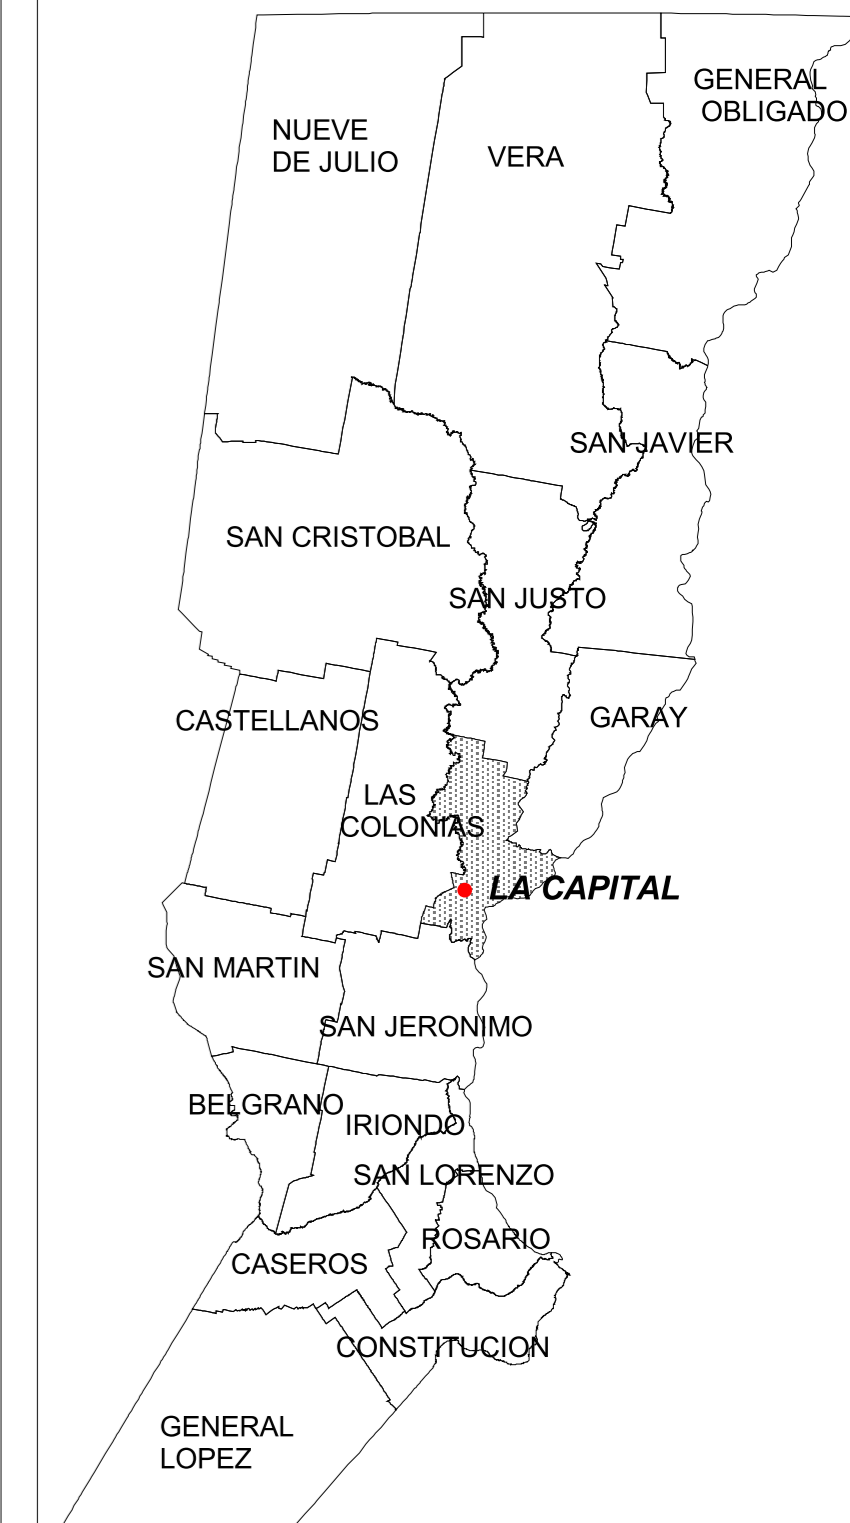 GENERAL
OBLIGADO
NUEVE
DE JULIO
VERA
SAN JAVIER
SAN CRISTOBAL
SAN JUSTO
CASTELLANOS
GARAY
LAS
COLONIAS
LA CAPITAL
SAN MARTIN
SAN JERONIMO
BELGRANO
IRIONDO
SAN LORENZO
ROSARIO
CASEROS
CONSTITUCION
GENERAL
LOPEZ